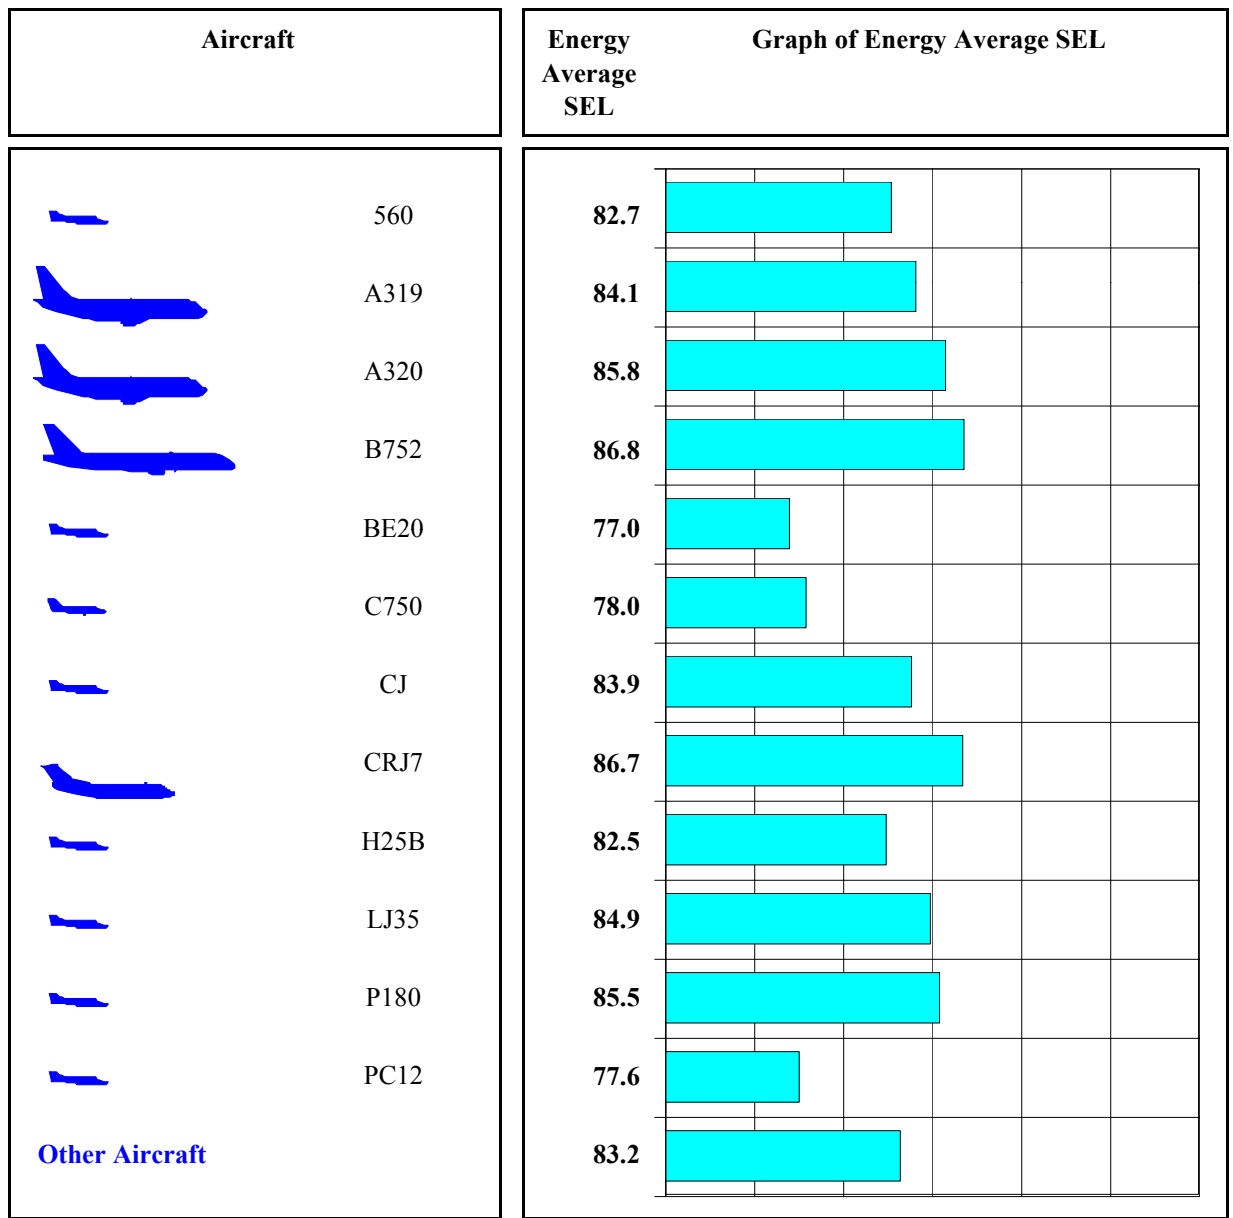 Aircraft
Energy
Average
SEL
Graph of Energy Average SEL
560 82.7
A319 84.1
A320 85.8
B752 86.8
BE20 77.0
C750 78.0
CJ 83.9
CRJ7 86.7
H25B 82.5
LJ35 84.9
P180 85.5
PC12 77.6
Other Aircraft 83.2